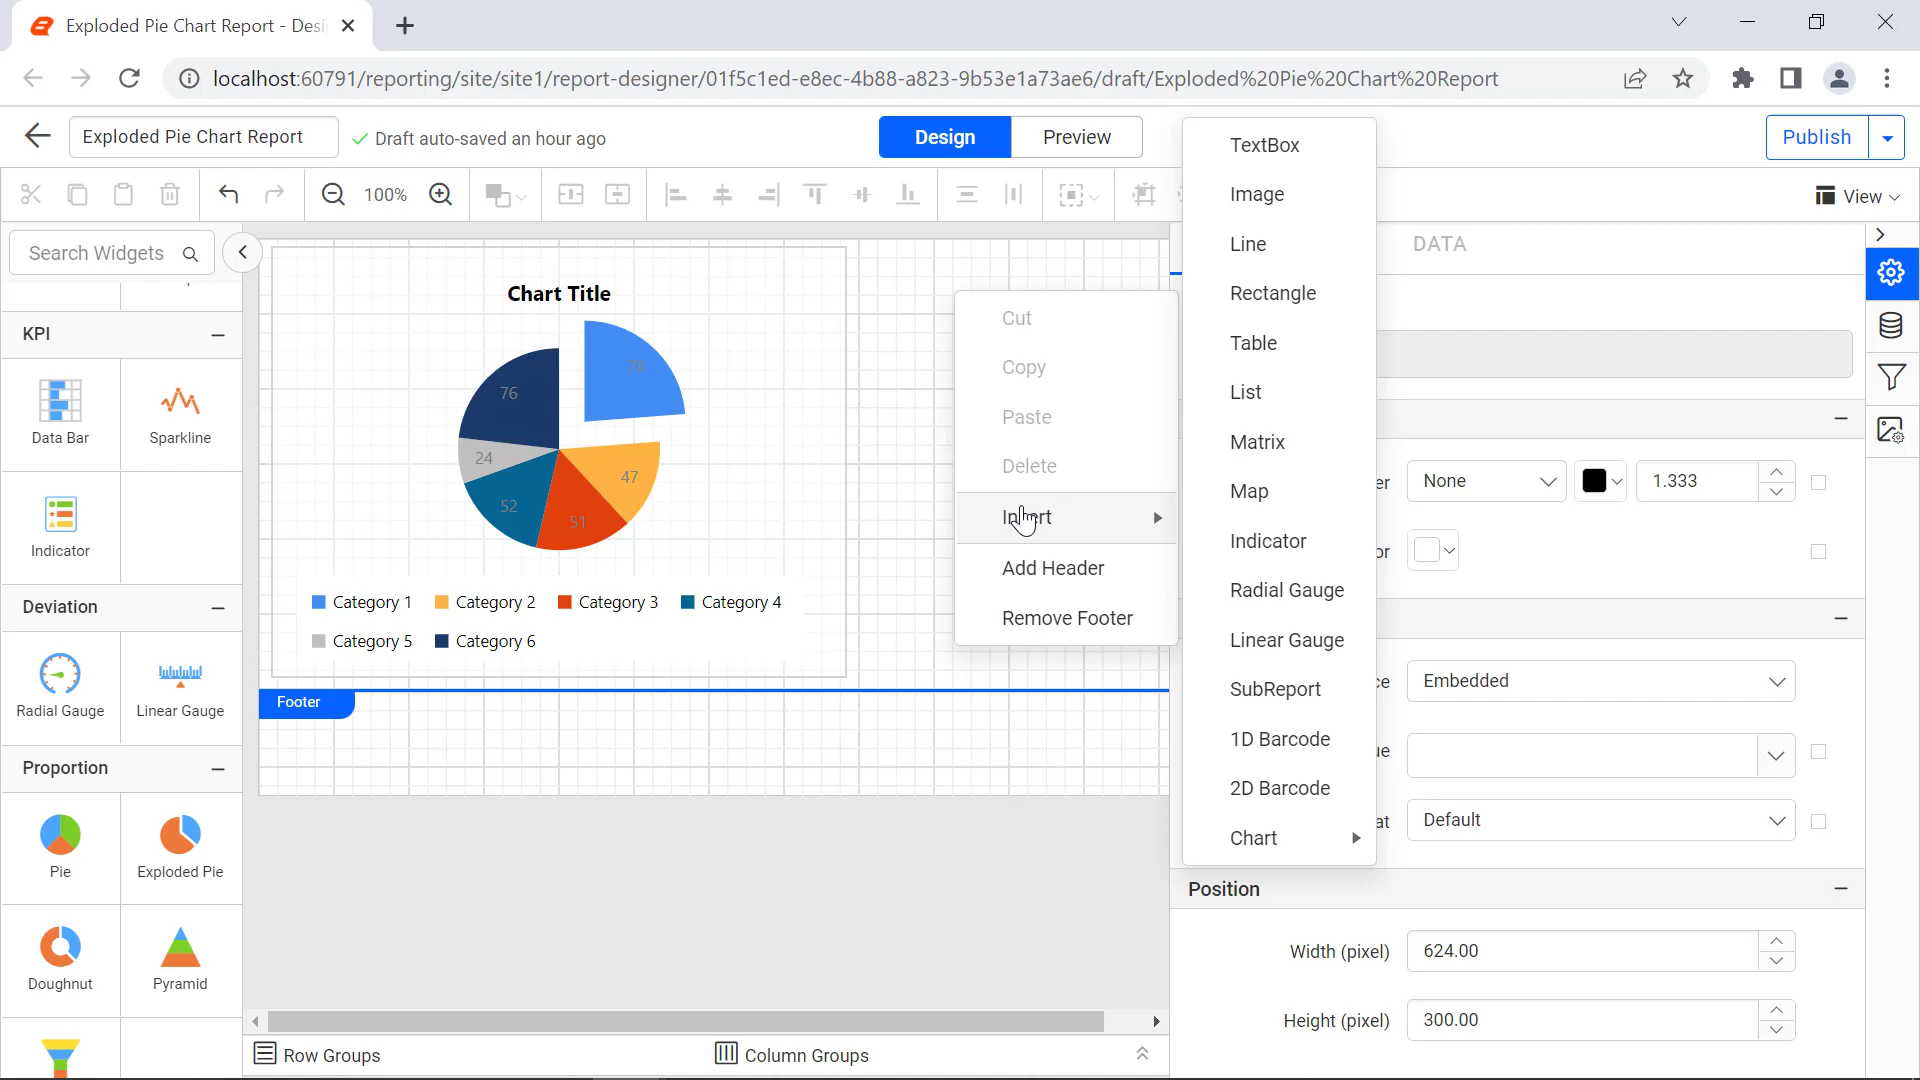 Exploded Pie Chart Report - Desi
localhost:60791/reporting/site/site1/report-designer/01f5c1ed-e8ec-4b88-a823-9b53e1a73ae6/draft/Exploded%20Pie%20Chart%20Report
Exploded Pie Chart Report
Draft auto-saved an hour ago
Design
Preview
Publish
100%
View
Search Widgets
KPI
Data Bar
Sparkline
Indicator
Deviation
Radial Gauge
Linear Gauge
Proportion
Pie
Exploded Pie
Doughnut
Pyramid
Chart Title
76
24
47
52
51
Category 1
Category 2
Category 3
Category 4
Category 5
Category 6
Footer
Row Groups
Column Groups
Cut
Copy
Paste
Delete
Insert
Add Header
Remove Footer
TextBox
Image
Line
Rectangle
Table
List
Matrix
Map
Indicator
Radial Gauge
Linear Gauge
SubReport
1D Barcode
2D Barcode
Chart
DATA
er
None
1.333
or
ce
Embedded
ue
at
Default
Position
Width (pixel)
624.00
Height (pixel)
300.00